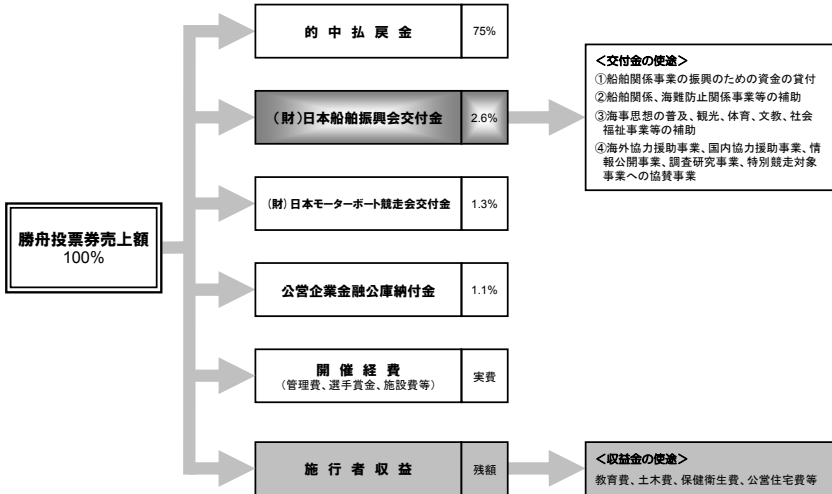 的中払戻金
75%
<交付金の使途>
①船舶関係事業の振興のための資金の貸付
②船舶関係、海難防止関係事業等の補助
③海事思想の普及、観光、体育、文教、社会
福祉事業等の補助
④海外協力援助事業、国内協力援助事業、情
報公開事業、調査研究事業、特別競走対象
事業への協賛事業
(財)日本船舶振興会交付金
2.6%
(財)日本モーターボート競走会交付金
1.3%
勝舟投票券売上額
100%
公営企業金融公庫納付金
1.1%
開催経費
(管理費、選手賞金、施設費等)
実費
施行者収益
残額
<収益金の使途>
教育費、土木費、保健衛生費、公営住宅費等